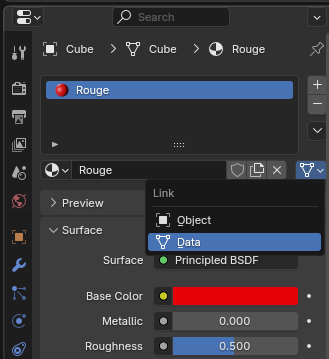 Search
Cube > Cube > Rouge
Rouge
Rouge
Link
Object
Data
Preview
Surface
Surface Principled BSDF
Base Color
Metallic 0.000
Roughness 0.500